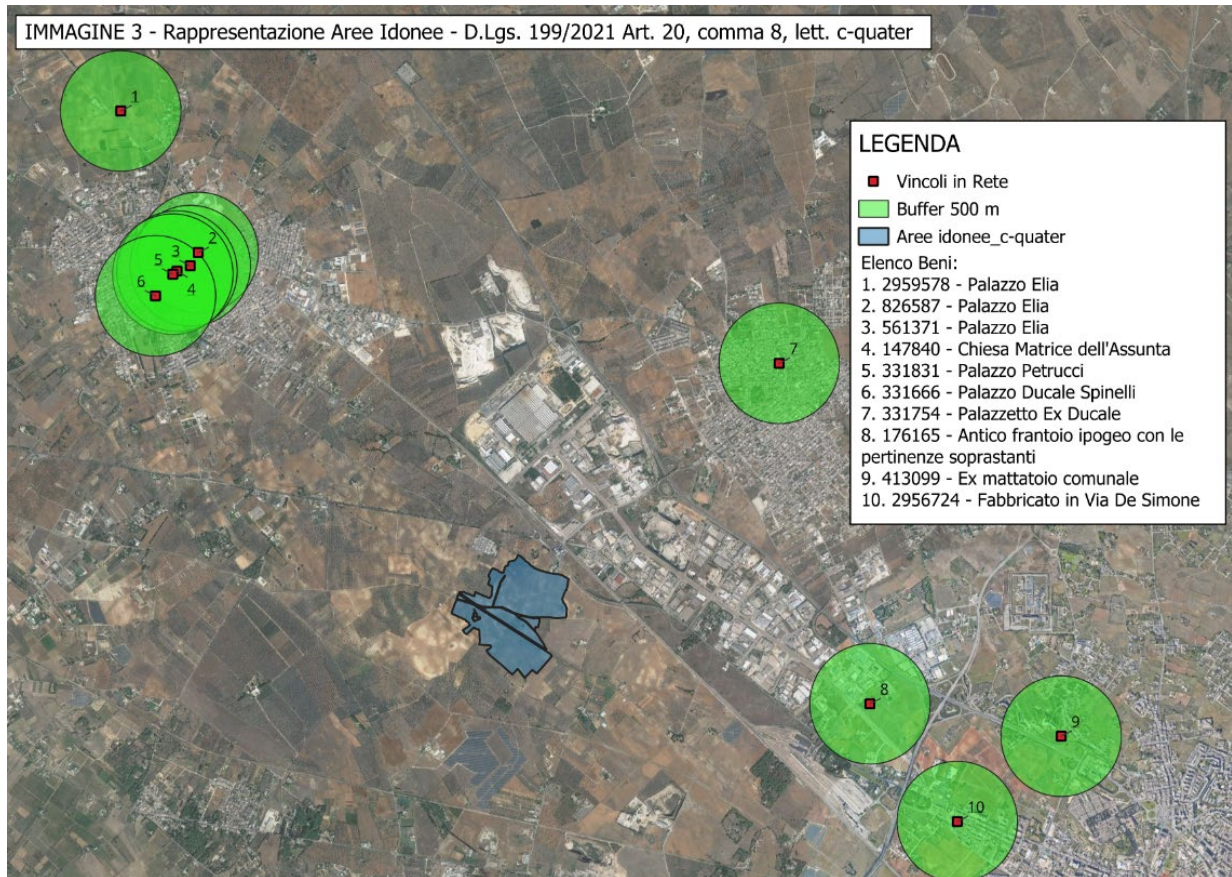 IMMAGINE 3 - Rappresentazione Aree Idonee - D.Lgs. 199/2021 Art. 20, comma 8, lett. c-quater
1
2
3
5
4
6
7
8
9
10
LEGENDA
Vincoli in Rete
Buffer 500 m
Aree idonee_c-quater
Elenco Beni:
1. 2959578 - Palazzo Elia
2. 826587 - Palazzo Elia
3. 561371 - Palazzo Elia
4. 147840 - Chiesa Matrice dell'Assunta
5. 331831 - Palazzo Petrucci
6. 331666 - Palazzo Ducale Spinelli
7. 331754 - Palazzetto Ex Ducale
8. 176165 - Antico frantoio ipogeo con le
pertinenze soprastanti
9. 413099 - Ex mattatoio comunale
10. 2956724 - Fabbricato in Via De Simone